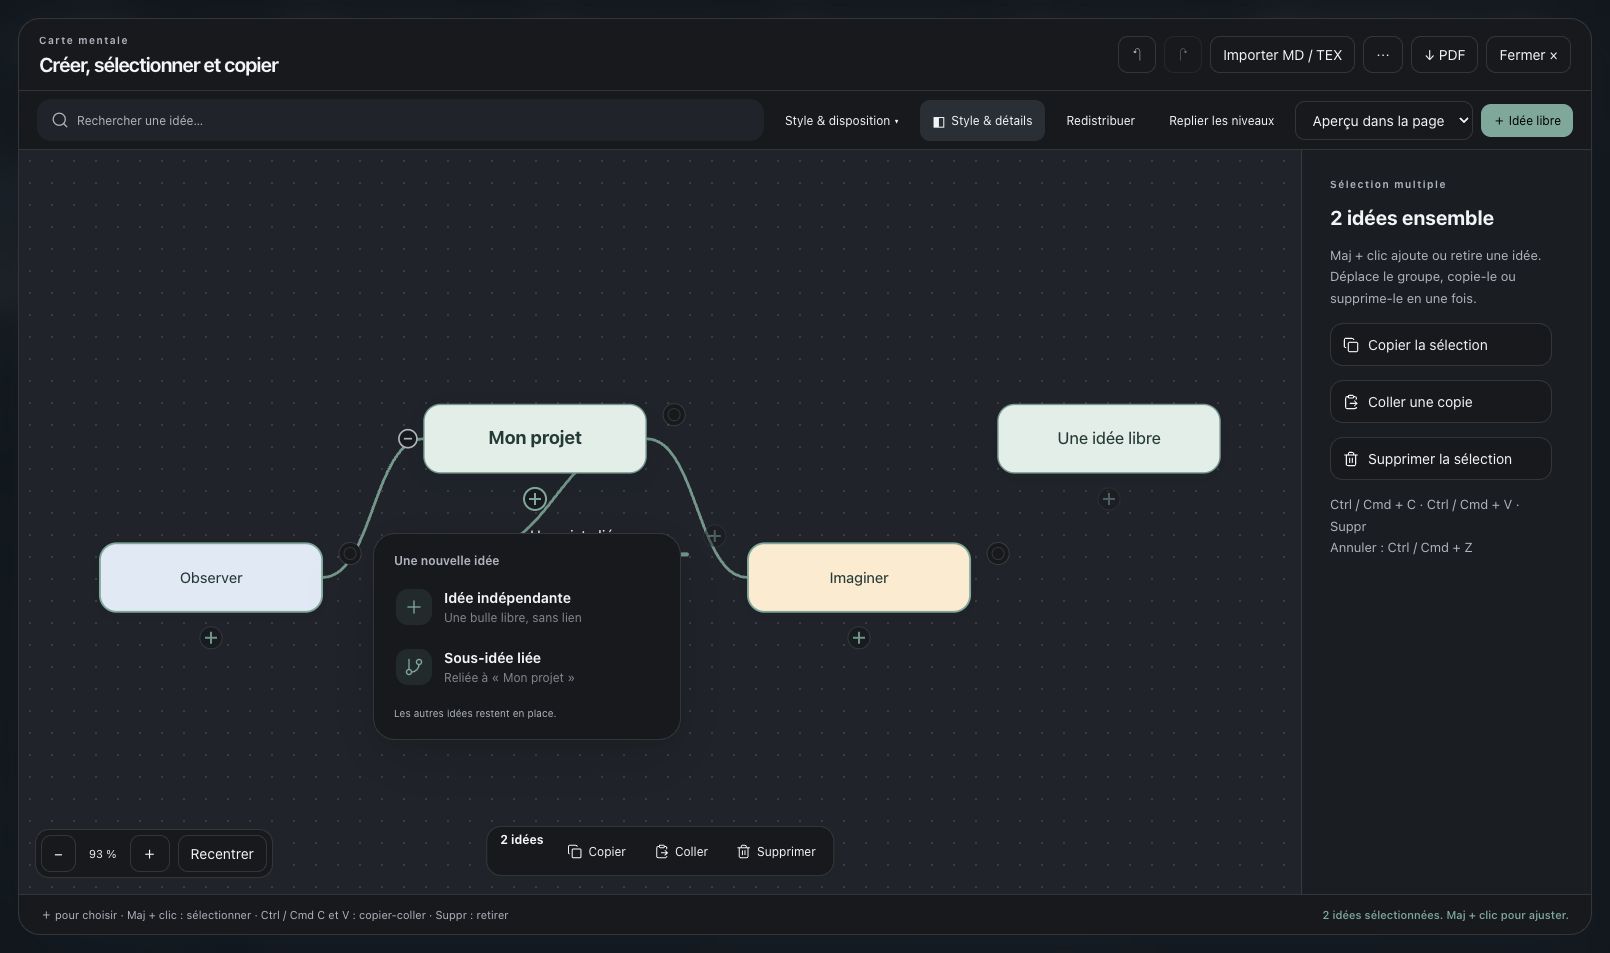 Carte mentale
Créer, sélectionner et copier
Importer MD / TEX
···
↓ PDF
Fermer ×
Rechercher une idée...
Style & disposition ▾
Style & détails
Redistribuer
Replier les niveaux
Aperçu dans la page
+ Idée libre
Sélection multiple
2 idées ensemble
Maj + clic ajoute ou retire une idée.
Déplace le groupe, copie-le ou
supprime-le en une fois.
Copier la sélection
Coller une copie
Supprimer la sélection
Ctrl / Cmd + C · Ctrl / Cmd + V ·
Suppr
Annuler : Ctrl / Cmd + Z
Mon projet
Une idée libre
Observer
Imaginer
Une nouvelle idée
Idée indépendante
Une bulle libre, sans lien
Sous-idée liée
Reliée à « Mon projet »
Les autres idées restent en place.
− 93 % + Recentrer
2 idées
Copier
Coller
Supprimer
+ pour choisir · Maj + clic : sélectionner · Ctrl / Cmd C et V : copier-coller · Suppr : retirer
2 idées sélectionnées. Maj + clic pour ajuster.